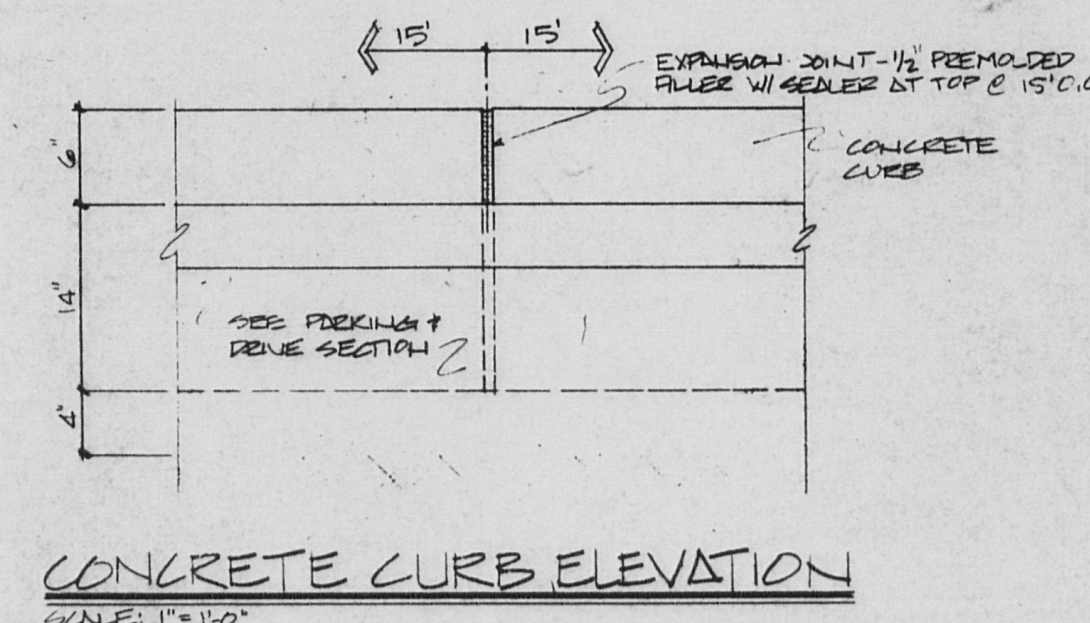 15' 15'
EXPANSION JOINT - 1/2" PREMOLDED
FILLER W/ SEALER AT TOP @ 15' O.C
6"
CONCRETE
CURB
14"
SEE PARKING &
DRIVE SECTION
4"
CONCRETE CURB ELEVATION
SCALE: 1" = 1'-0"